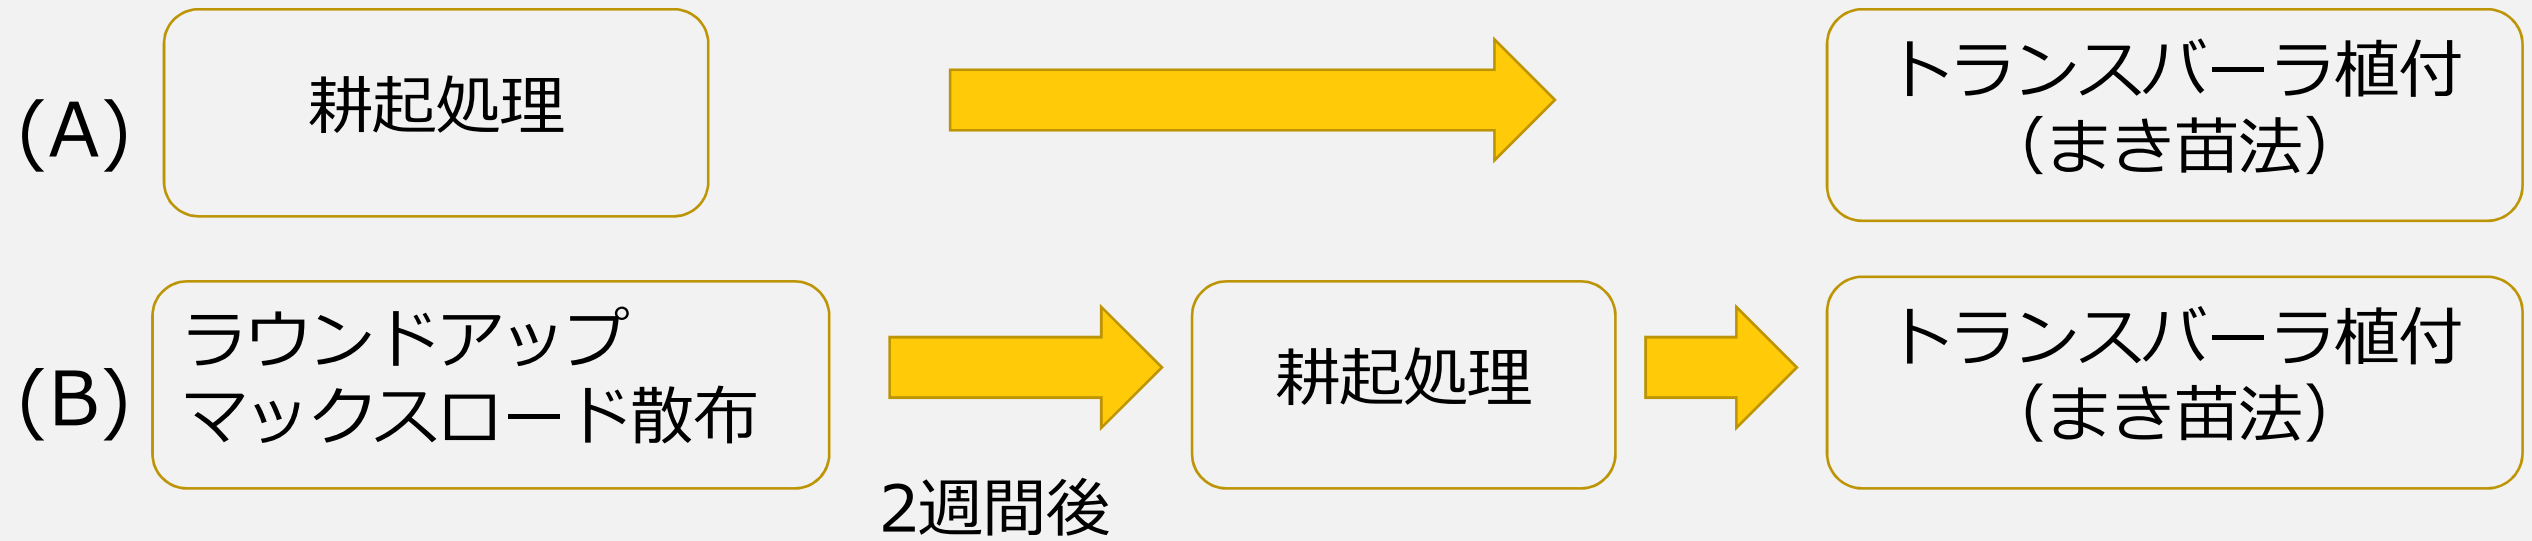 (A)
耕起処理
トランスバーラ植付
（まき苗法）
(B)
ラウンドアップ
マックスロード散布
2週間後
耕起処理
トランスバーラ植付
（まき苗法）